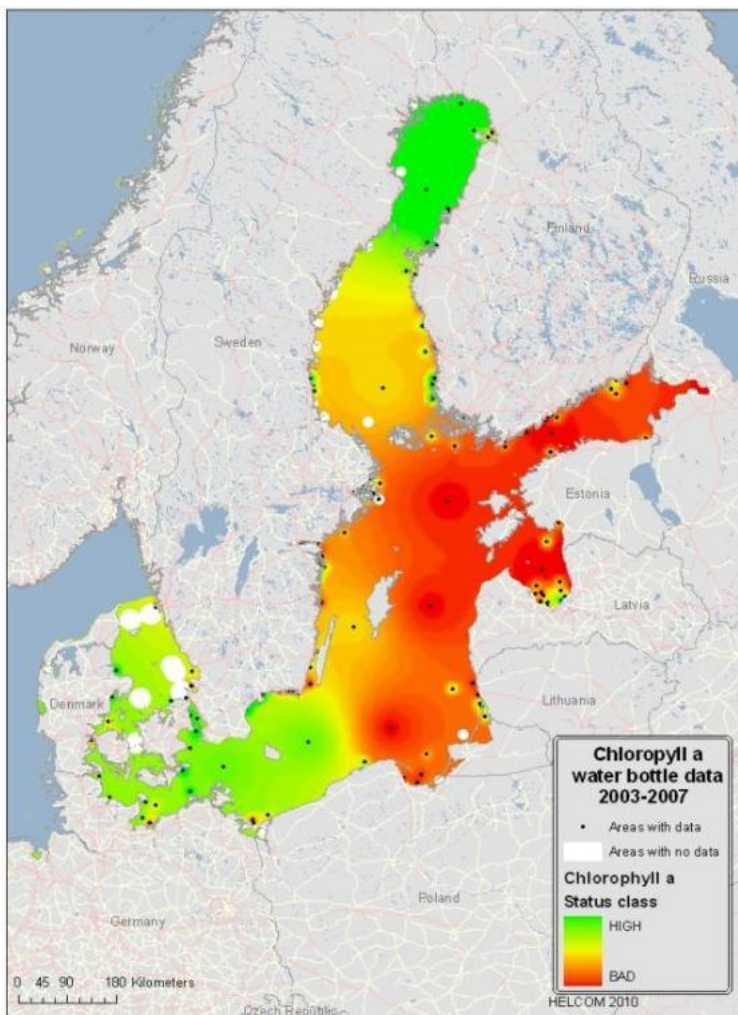 Finland
Russia
Norway
Sweden
Estonia
Latvia
Denmark
Lithuania
Chloropyll a
water bottle data
2003-2007
Areas with data
Areas with no data
Chlorophyll a
Status class
HIGH
BAD
Poland
Germany
0 45 90 180 Kilometers
HELCOM 2010
Czech Republic